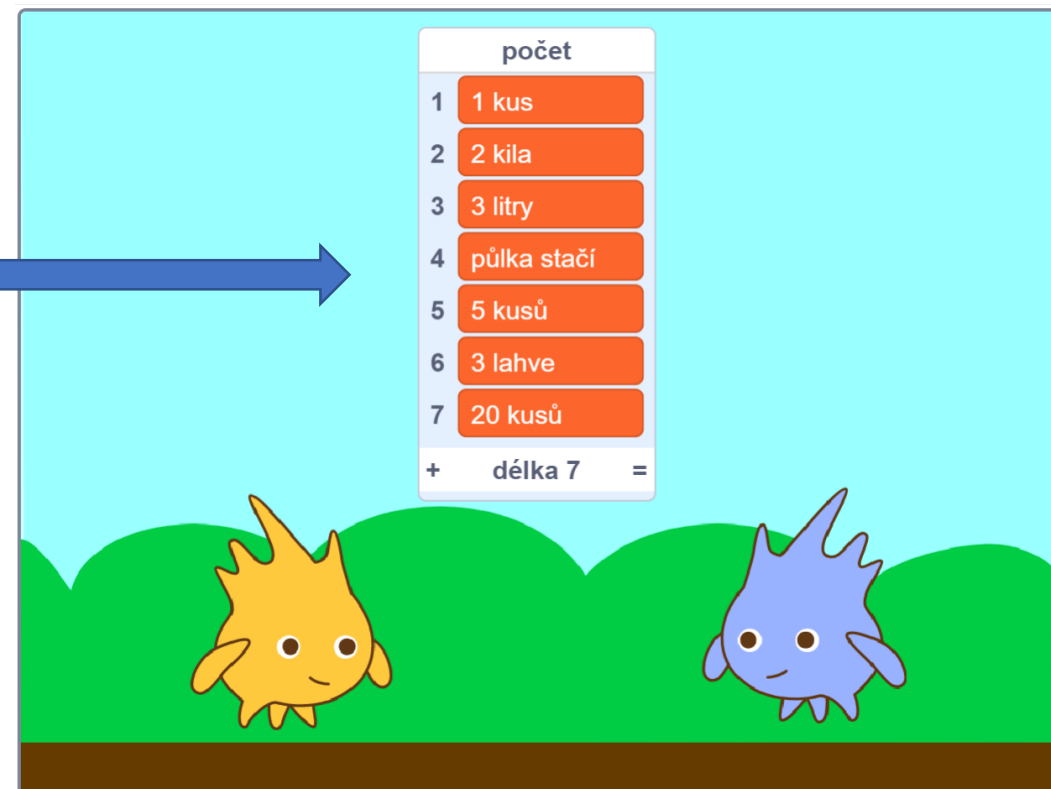 počet
1 1 kus
2 2 kila
3 3 litry
4 půlka stačí
5 5 kusů
6 3 lahve
7 20 kusů
+ délka 7 =